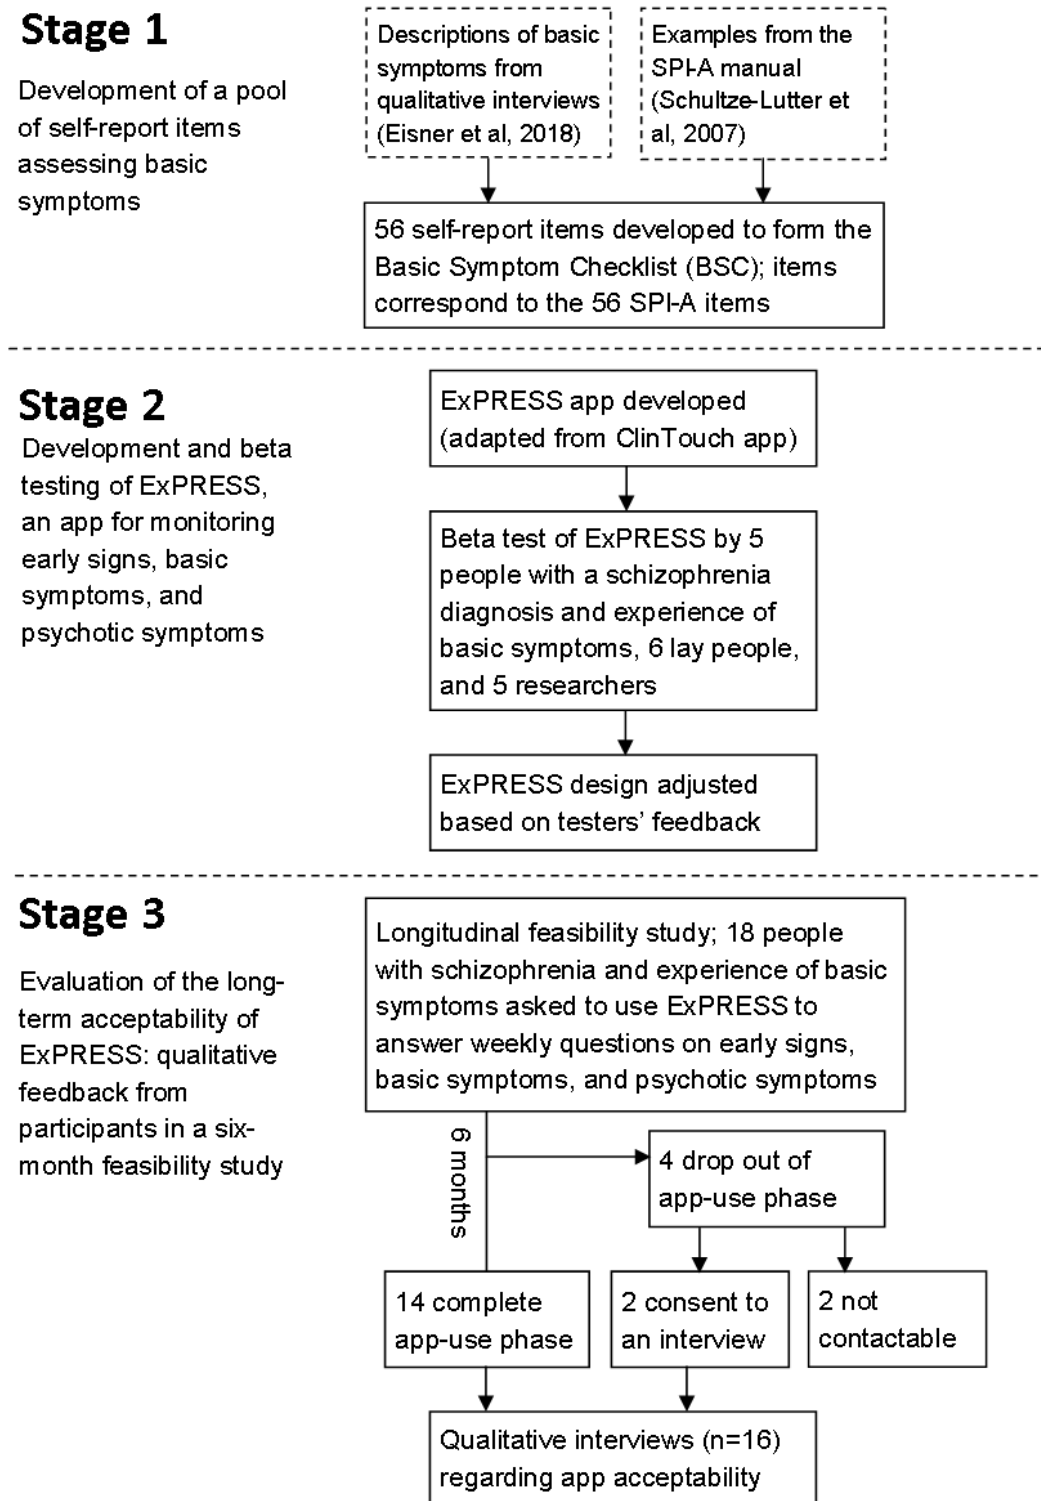 Stage 1
Development of a pool
of self-report items
assessing basic
symptoms
Descriptions of basic
symptoms from
qualitative interviews
(Eisner et al, 2018)
Examples from the
SPI-A manual
(Schultze-Lutter et
al, 2007)
56 self-report items developed to form the
Basic Symptom Checklist (BSC); items
correspond to the 56 SPI-A items
Stage 2
Development and beta
testing of ExPRESS,
an app for monitoring
early signs, basic
symptoms, and
psychotic symptoms
ExPRESS app developed
(adapted from ClinTouch app)
Beta test of ExPRESS by 5
people with a schizophrenia
diagnosis and experience of
basic symptoms, 6 lay people,
and 5 researchers
ExPRESS design adjusted
based on testers’ feedback
Stage 3
Evaluation of the long-
term acceptability of
ExPRESS: qualitative
feedback from
participants in a six-
month feasibility study
Longitudinal feasibility study; 18 people
with schizophrenia and experience of basic
symptoms asked to use ExPRESS to
answer weekly questions on early signs,
basic symptoms, and psychotic symptoms
6 months
4 drop out of
app-use phase
14 complete
app-use phase
2 consent to
an interview
2 not
contactable
Qualitative interviews (n=16)
regarding app acceptability